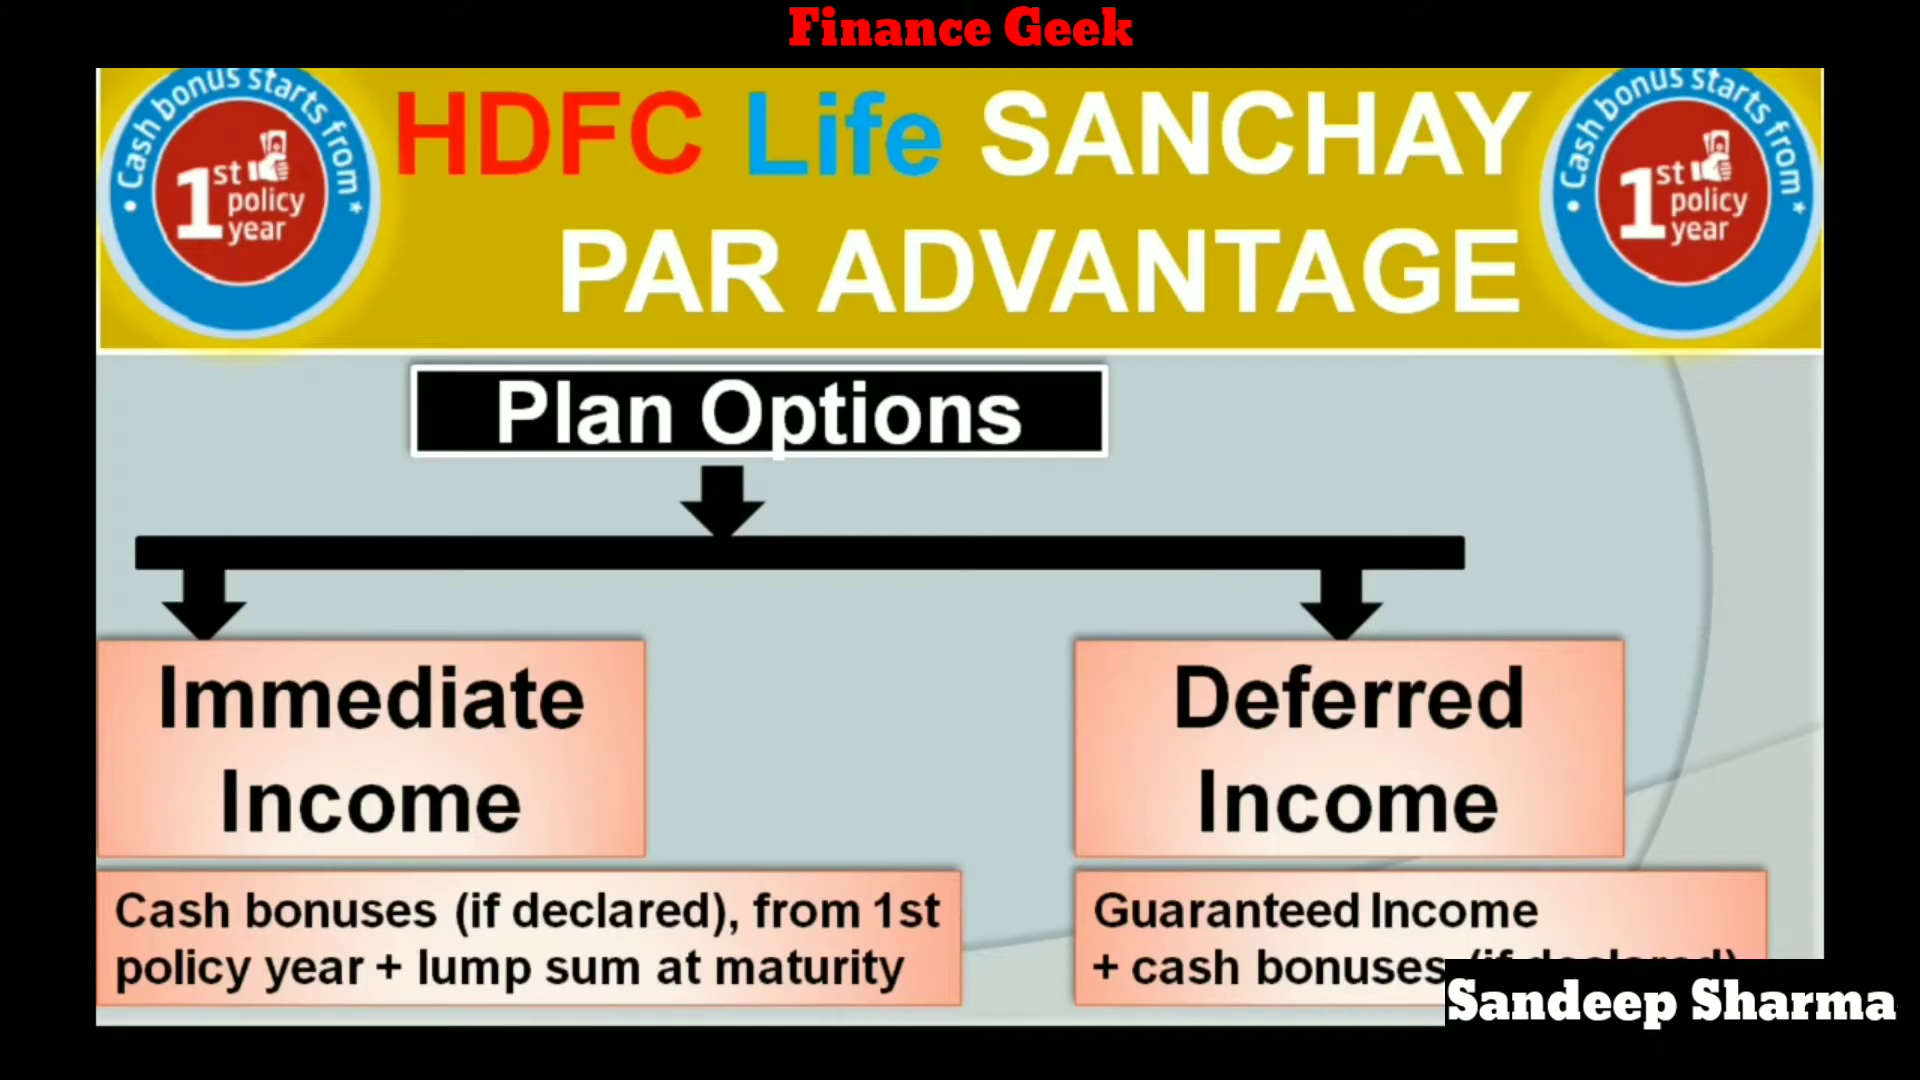 Finance Geek
Cash bonus starts from*
1st
policy
year
HDFC Life SANCHAY
PAR ADVANTAGE
Cash bonus starts from*
1st
policy
year
Plan Options
Immediate
Income
Deferred
Income
Cash bonuses (if declared), from 1st
policy year + lump sum at maturity
Guaranteed Income
+ cash bonuses (if declared)
Sandeep Sharma